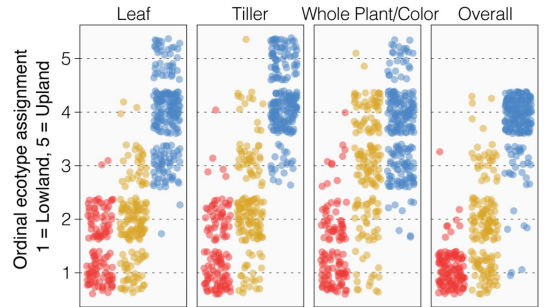 Leaf
Tiller
Whole Plant/Color
Overall
Ordinal ecotype assignment
1 = Lowland, 5 = Upland
5
4
3
2
1